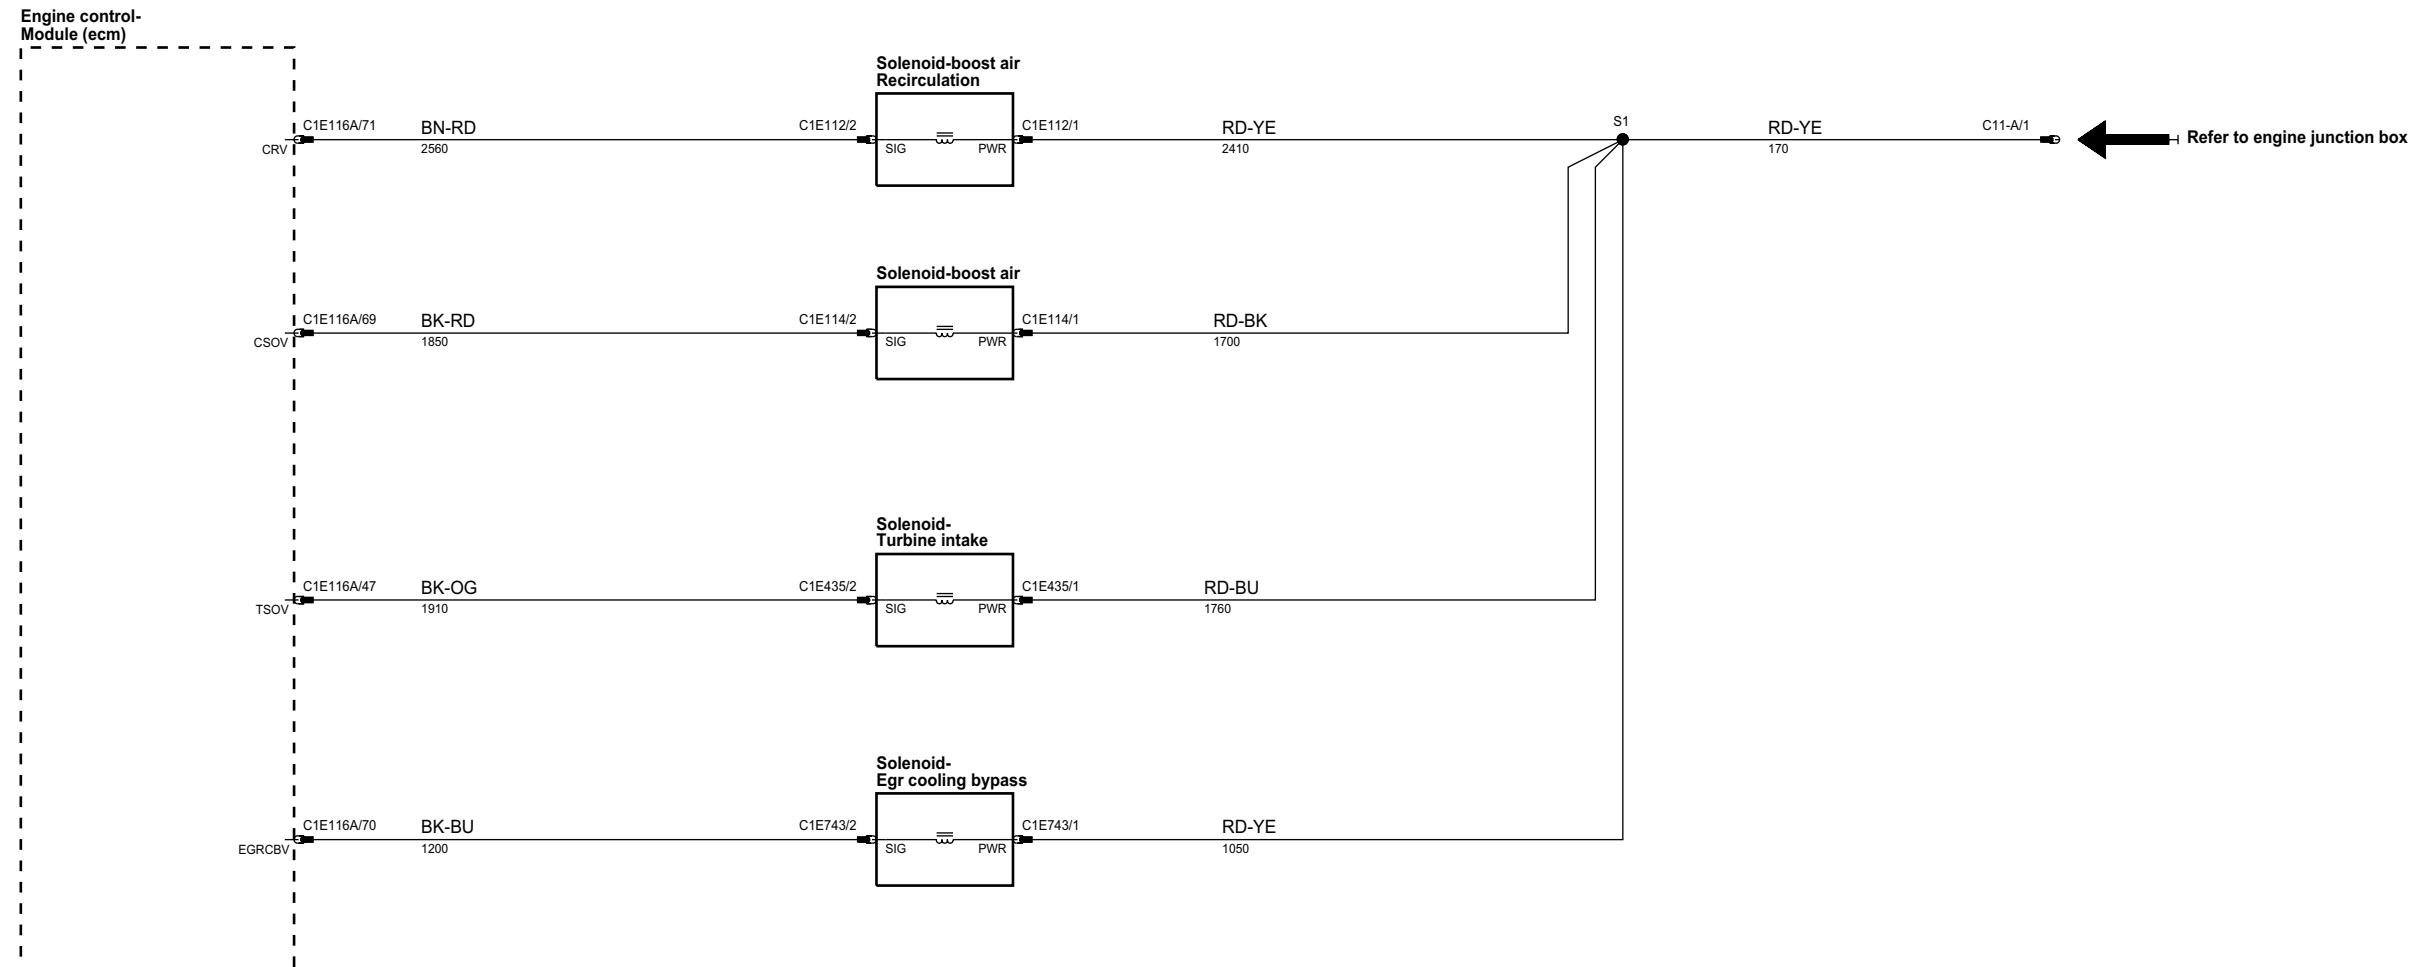 Engine control-
Module (ecm)
Solenoid-boost air
Recirculation
C1E116A/71 BN-RD C1E112/2 C1E112/1 RD-YE S1 RD-YE C11-A/1 Refer to engine junction box
CRV 2560 SIG PWR 2410 170
Solenoid-boost air
C1E116A/69 BK-RD C1E114/2 C1E114/1 RD-BK
CSOV 1850 SIG PWR 1700
Solenoid-
Turbine intake
C1E116A/47 BK-OG C1E435/2 C1E435/1 RD-BU
TSOV 1910 SIG PWR 1760
Solenoid-
Egr cooling bypass
C1E116A/70 BK-BU C1E743/2 C1E743/1 RD-YE
EGRCBV 1200 SIG PWR 1050